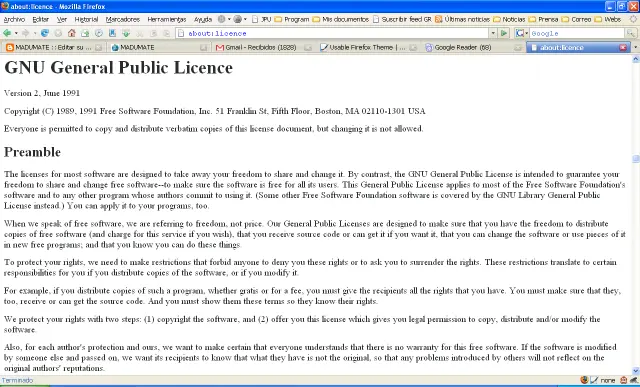 about:licence - Mozilla Firefox
Archivo Editar Ver Historial Marcadores Herramientas Ayuda JPU Program Mis documentos Suscribir feed GR Últimas noticias Noticias Prensa Correo Webs
about:licence Google
MADUMATE :: Editar su ... MADUMATE Gmail - Recibidos (1828) Usable Firefox Theme | ... Google Reader (68) about:licence
GNU General Public Licence
Version 2, June 1991
Copyright (C) 1989, 1991 Free Software Foundation, Inc. 51 Franklin St, Fifth Floor, Boston, MA 02110-1301 USA
Everyone is permitted to copy and distribute verbatim copies of this license document, but changing it is not allowed.
Preamble
The licenses for most software are designed to take away your freedom to share and change it. By contrast, the GNU General Public License is intended to guarantee your
freedom to share and change free software--to make sure the software is free for all its users. This General Public License applies to most of the Free Software Foundation's
software and to any other program whose authors commit to using it. (Some other Free Software Foundation software is covered by the GNU Library General Public
License instead.) You can apply it to your programs, too.
When we speak of free software, we are referring to freedom, not price. Our General Public Licenses are designed to make sure that you have the freedom to distribute
copies of free software (and charge for this service if you wish), that you receive source code or can get it if you want it, that you can change the software or use pieces of it
in new free programs; and that you know you can do these things.
To protect your rights, we need to make restrictions that forbid anyone to deny you these rights or to ask you to surrender the rights. These restrictions translate to certain
responsibilities for you if you distribute copies of the software, or if you modify it.
For example, if you distribute copies of such a program, whether gratis or for a fee, you must give the recipients all the rights that you have. You must make sure that they,
too, receive or can get the source code. And you must show them these terms so they know their rights.
We protect your rights with two steps: (1) copyright the software, and (2) offer you this license which gives you legal permission to copy, distribute and/or modify the
software.
Also, for each author's protection and ours, we want to make certain that everyone understands that there is no warranty for this free software. If the software is modified
by someone else and passed on, we want its recipients to know that what they have is not the original, so that any problems introduced by others will not reflect on the
original authors' reputations.
Terminado none